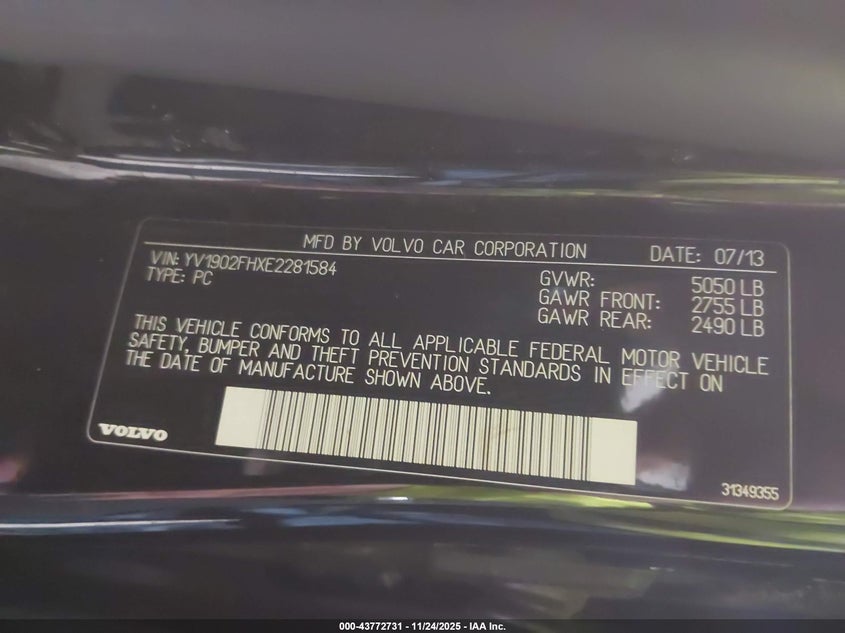 MFD BY VOLVO CAR CORPORATION DATE: 07/13
VIN: YV1902FHXE2281584
TYPE: PC
GVWR: 5050 LB
GAWR FRONT: 2755 LB
GAWR REAR: 2490 LB
THIS VEHICLE CONFORMS TO ALL APPLICABLE FEDERAL MOTOR VEHICLE
SAFETY, BUMPER AND THEFT PREVENTION STANDARDS IN EFFECT ON
THE DATE OF MANUFACTURE SHOWN ABOVE.
VOLVO
31349355
000-43772731 - 11/24/2025 - IAA Inc.